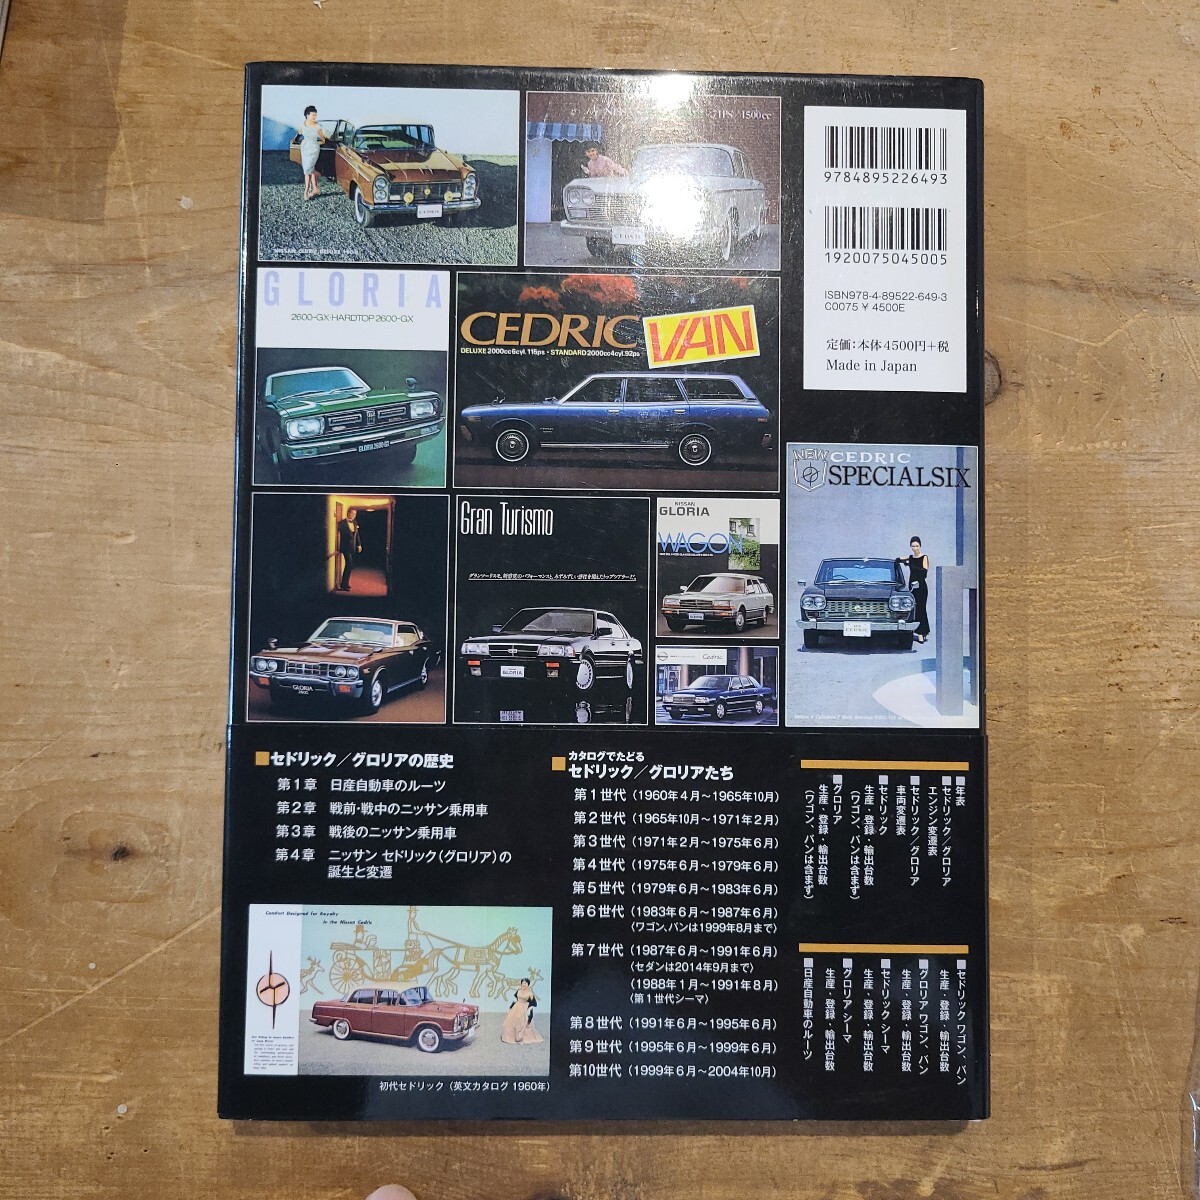 71PS/1500cc
CEDRIC
9784895226493
1920075045005
ISBN978-4-89522-649-3
C0075 ¥4500E
定価:本体4500円+税
Made in Japan
GLORIA
2600-GX·HARDTOP2600-GX
GLORIA2600-GX
CEDRIC
VAN
DELUXE 2000cc6cyl.115ps・STANDARD2000cc4cyl.92ps
NEW CEDRIC
SPECIALSIX
CEDRIC
GLORIA
Gran Turismo
GLORIA
NISSAN
GLORIA
WAGON
Cedric
■セドリック/グロリアの歴史
第1章 日産自動車のルーツ
第2章 戦前・戦中のニッサン乗用車
第3章 戦後のニッサン乗用車
第4章 ニッサン セドリック(グロリア)の
誕生と変遷
Comfort Designed for Royalty
in the Nissan Cedric
初代セドリック(英文カタログ 1960年)
カタログでたどる
■セドリック/グロリアたち
第1世代(1960年4月〜1965年10月)
第2世代(1965年10月〜1971年2月)
第3世代(1971年2月〜1975年6月)
第4世代(1975年6月〜1979年6月)
第5世代(1979年6月〜1983年6月)
第6世代(1983年6月〜1987年6月)
〈ワゴン、バンは1999年8月まで〉
第7世代(1987年6月〜1991年6月)
〈セダンは2014年9月まで〉
(1988年1月〜1991年8月)
〈第1世代シーマ〉
第8世代(1991年6月〜1995年6月)
第9世代(1995年6月〜1999年6月)
第10世代(1999年6月〜2004年10月)
■年表
■セドリック/グロリア
エンジン変遷表
■セドリック/グロリア
車両変遷表
■セドリック
生産・登録・輸出台数
(ワゴン、バンは含まず)
■グロリア
生産・登録・輸出台数
(ワゴン、バンは含まず)
■セドリック ワゴン、バン
生産・登録・輸出台数
■グロリア ワゴン、バン
生産・登録・輸出台数
■セドリック シーマ
生産・登録・輸出台数
■グロリア シーマ
生産・登録・輸出台数
■日産自動車のルーツ